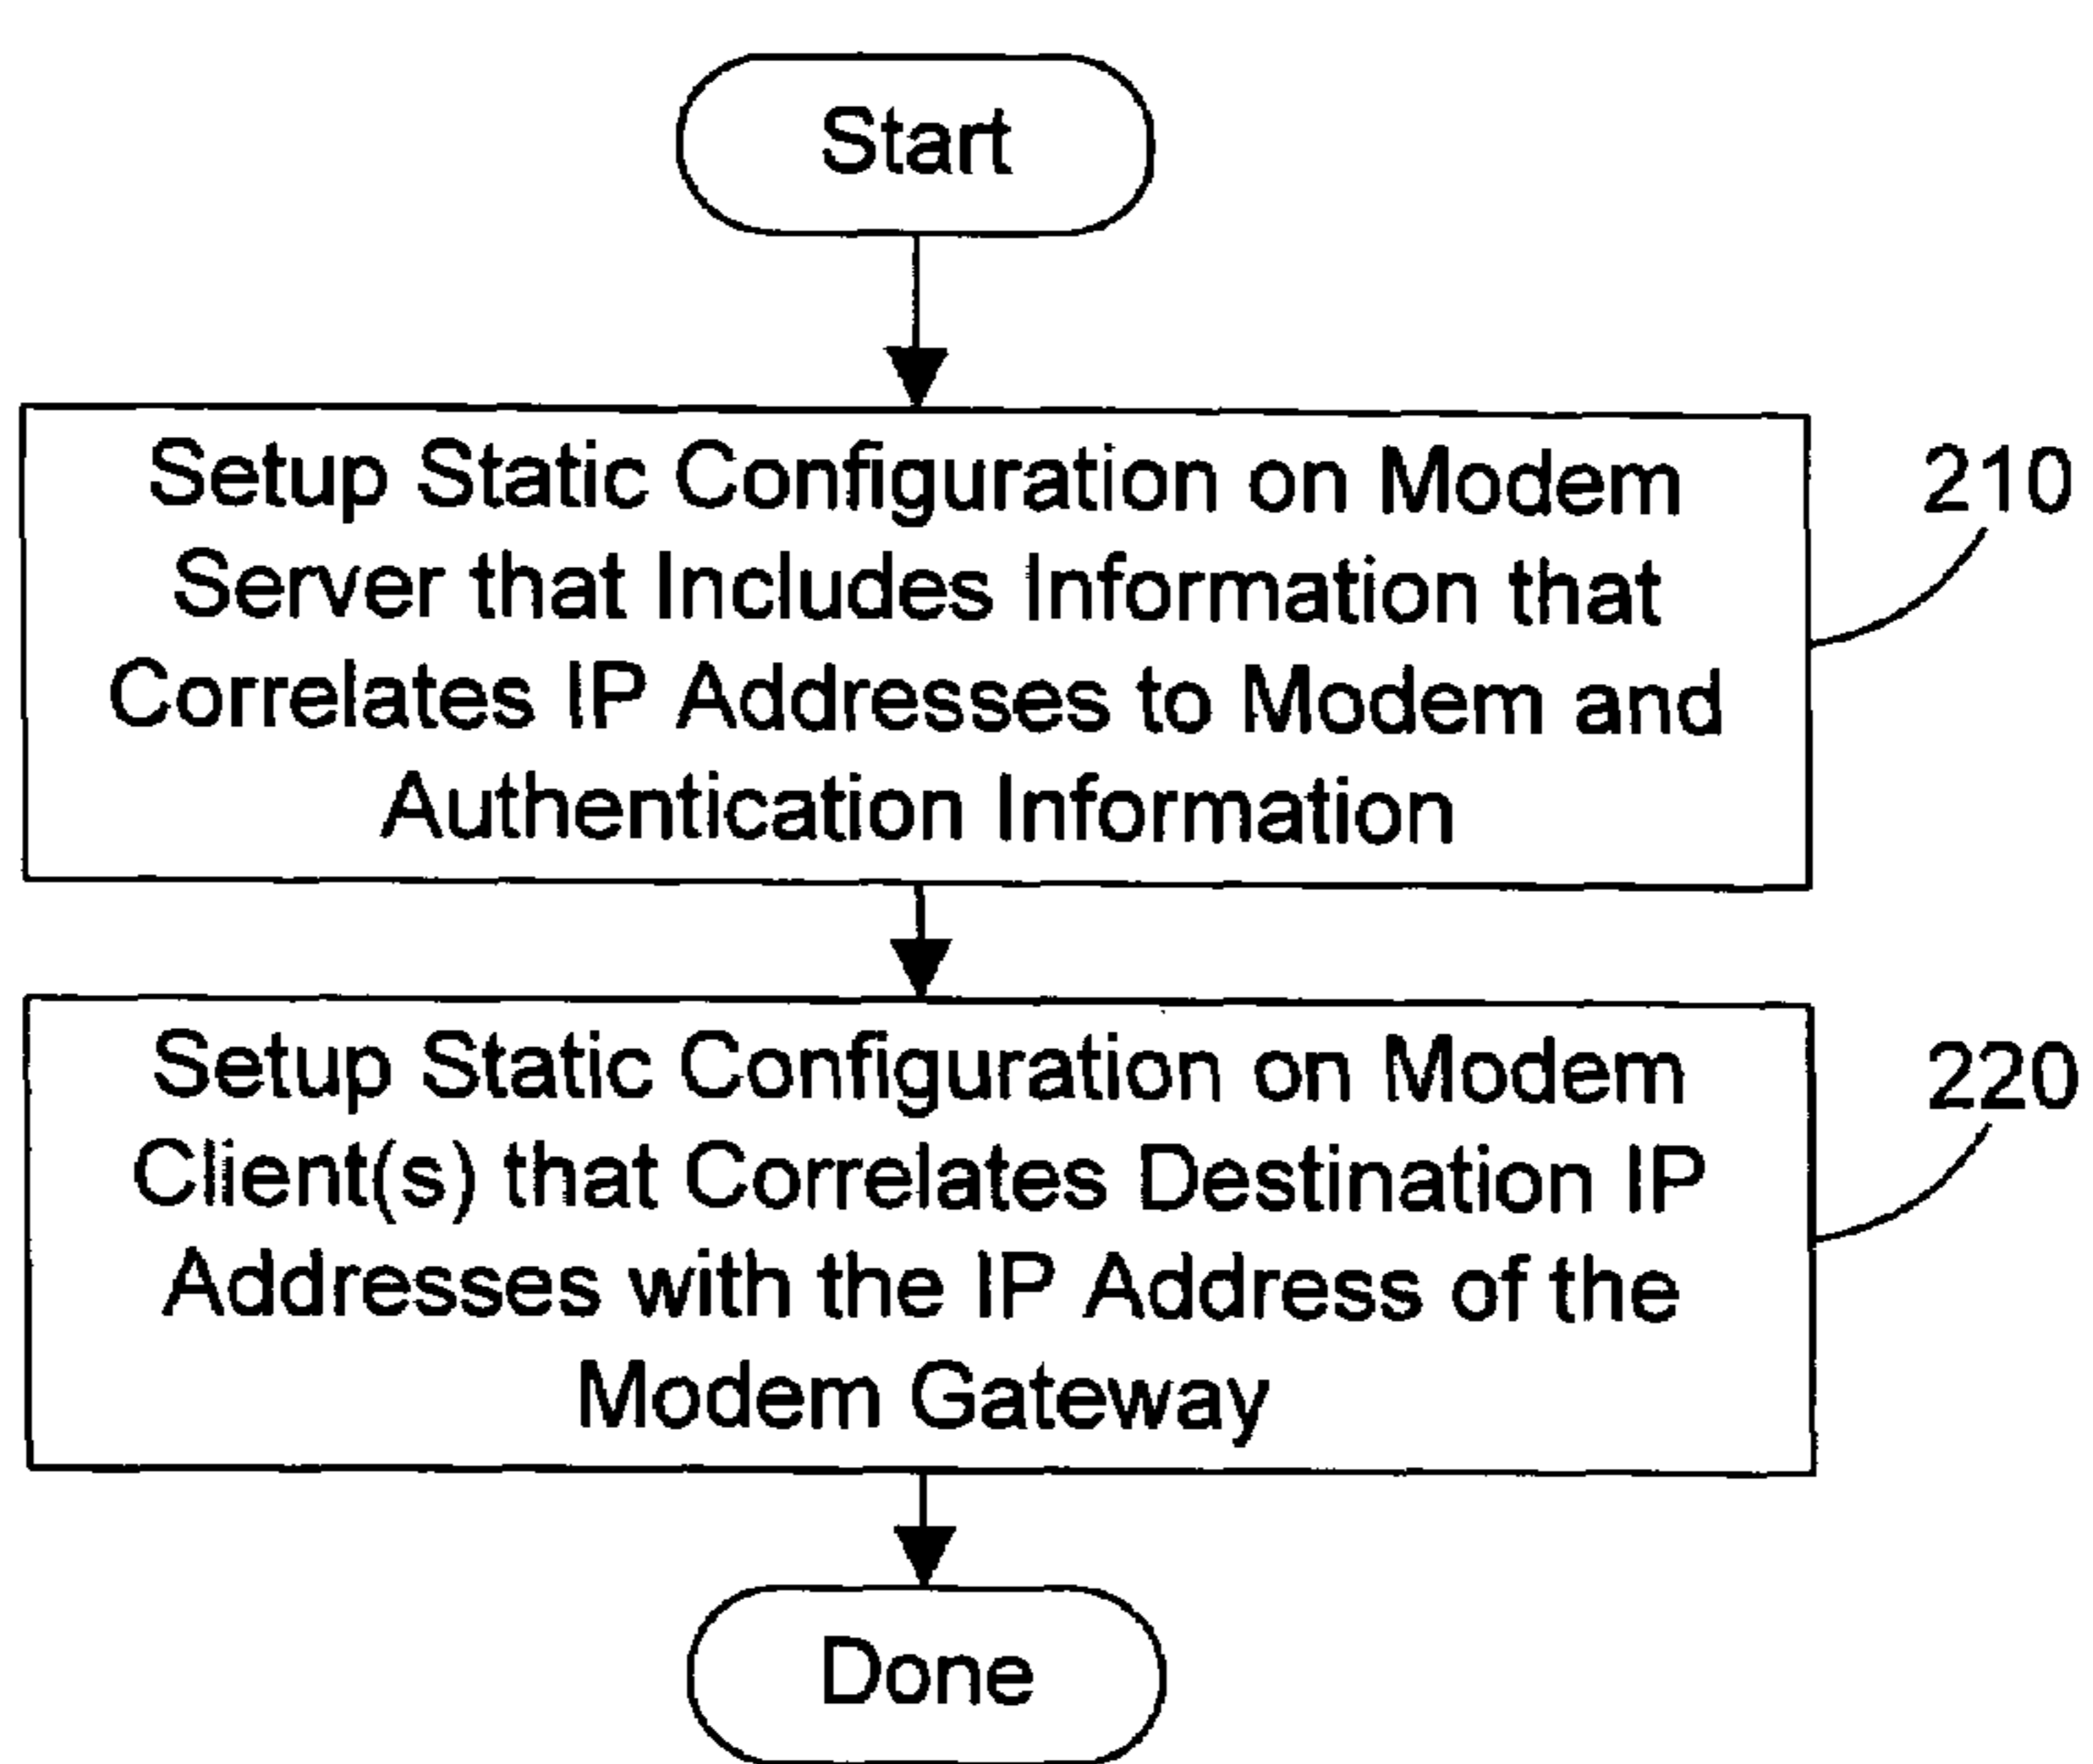 Start
Setup Static Configuration on Modem
Server that Includes Information that
Correlates IP Addresses to Modem and
Authentication Information
210
Setup Static Configuration on Modem
Client(s) that Correlates Destination IP
Addresses with the IP Address of the
Modem Gateway
220
Done